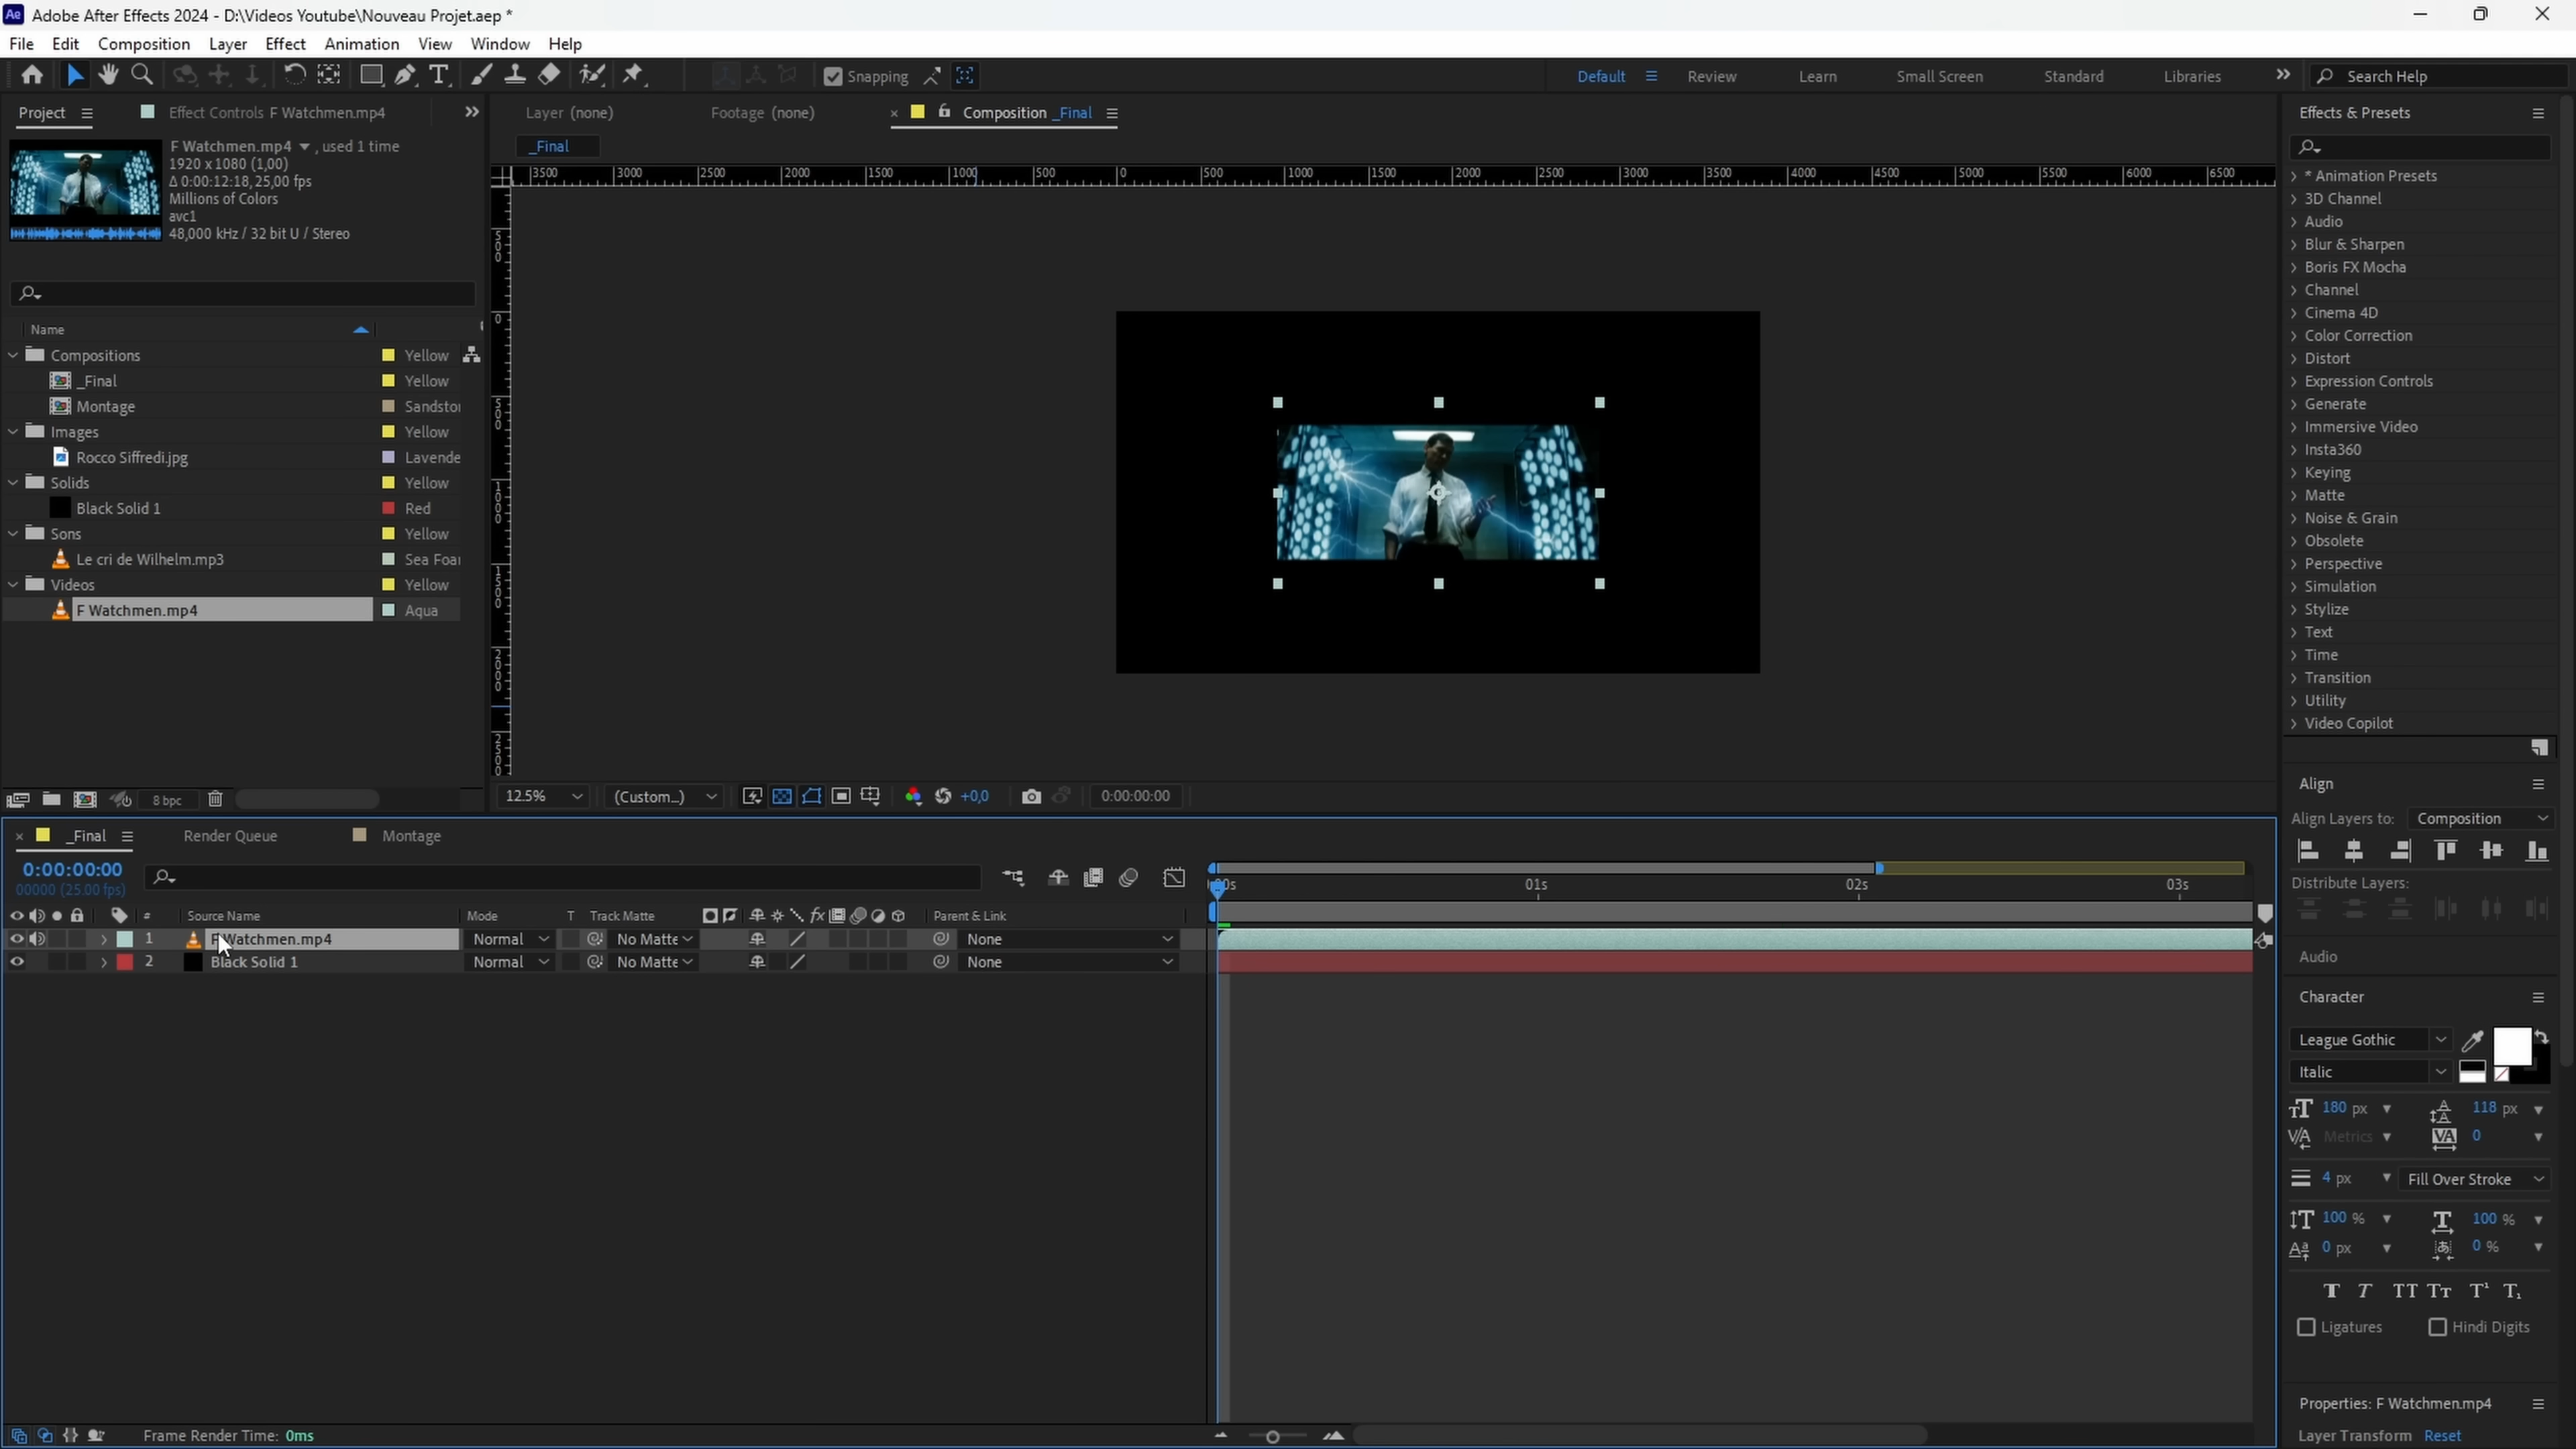 Adobe After Effects 2024 - D:\Videos Youtube\Nouveau Projet.aep *
File Edit Composition Layer Effect Animation View Window Help
Snapping Default Review Learn Small Screen Standard Libraries Search Help
Project Effect Controls F Watchmen.mp4 Layer (none) Footage (none) Composition _Final Effects & Presets
_Final
F Watchmen.mp4 , used 1 time
1920 x 1080 (1,00)
Δ 0:00:12:18, 25,00 fps
Millions of Colors
avc1
48,000 kHz / 32 bit U / Stereo
3500 3000 2500 2000 1500 1000 500 0 500 1000 1500 2000 2500 3000 3500 4000 4500 5000 5500 6000 6500
500
0
500
1000
1500
2000
2500
Name
Compositions Yellow
_Final Yellow
Montage Sandsto
Images Yellow
Rocco Siffredi.jpg Lavende
Solids Yellow
Black Solid 1 Red
Sons Yellow
Le cri de Wilhelm.mp3 Sea Foa
Videos Yellow
F Watchmen.mp4 Aqua
* Animation Presets
3D Channel
Audio
Blur & Sharpen
Boris FX Mocha
Channel
Cinema 4D
Color Correction
Distort
Expression Controls
Generate
Immersive Video
Insta360
Keying
Matte
Noise & Grain
Obsolete
Perspective
Simulation
Stylize
Text
Time
Transition
Utility
Video Copilot
8 bpc
12.5% (Custom...) +0,0 0:00:00:00
Align
Align Layers to: Composition
Distribute Layers:
Audio
_Final Render Queue Montage
0:00:00:00
00000 (25.00 fps)
01s 02s 03s
# Source Name Mode T Track Matte fx Parent & Link
1 F Watchmen.mp4 Normal No Matte None
2 Black Solid 1 Normal No Matte None
Character
League Gothic
Italic
180 px 118 px
Metrics 0
4 px Fill Over Stroke
100 % 100 %
0 px 0 %
T T TT Tт T¹ T₁
Ligatures Hindi Digits
Properties: F Watchmen.mp4
Layer Transform Reset
Frame Render Time: 0ms